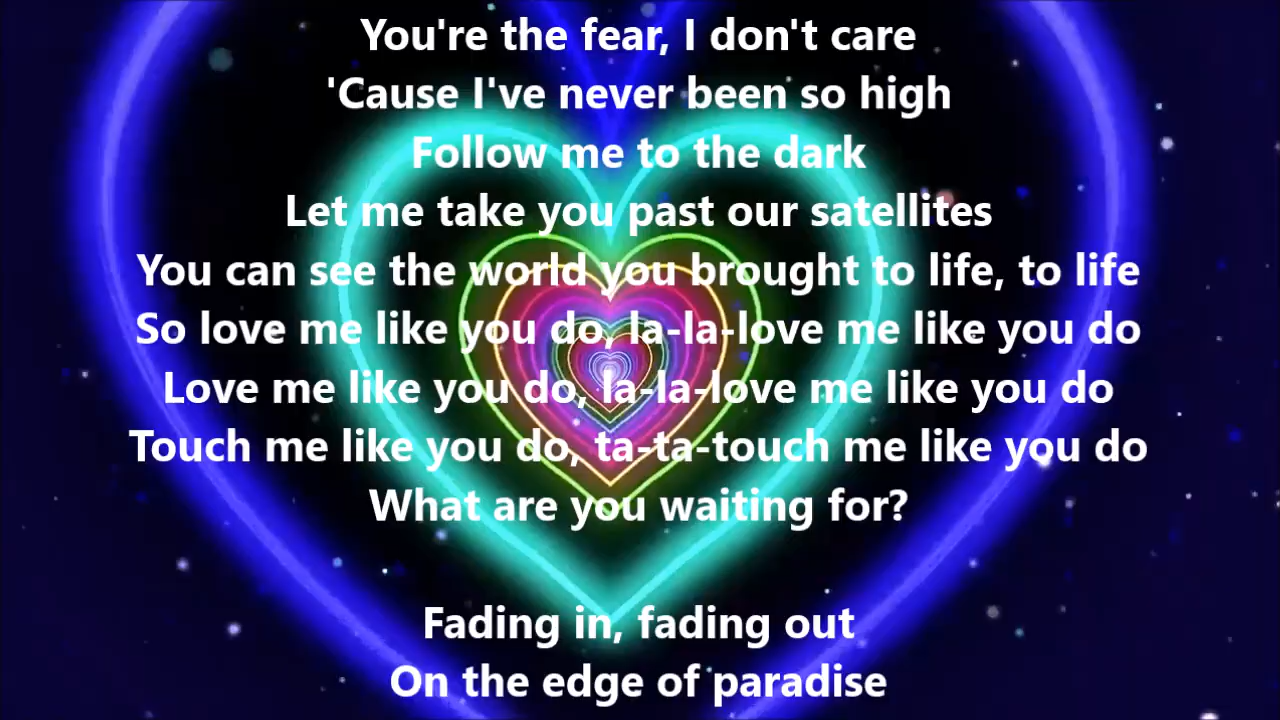 You're the fear, I don't care
'Cause I've never been so high
Follow me to the dark
Let me take you past our satellites
You can see the world you brought to life, to life
So love me like you do, la-la-love me like you do
Love me like you do, la-la-love me like you do
Touch me like you do, ta-ta-touch me like you do
What are you waiting for?
Fading in, fading out
On the edge of paradise